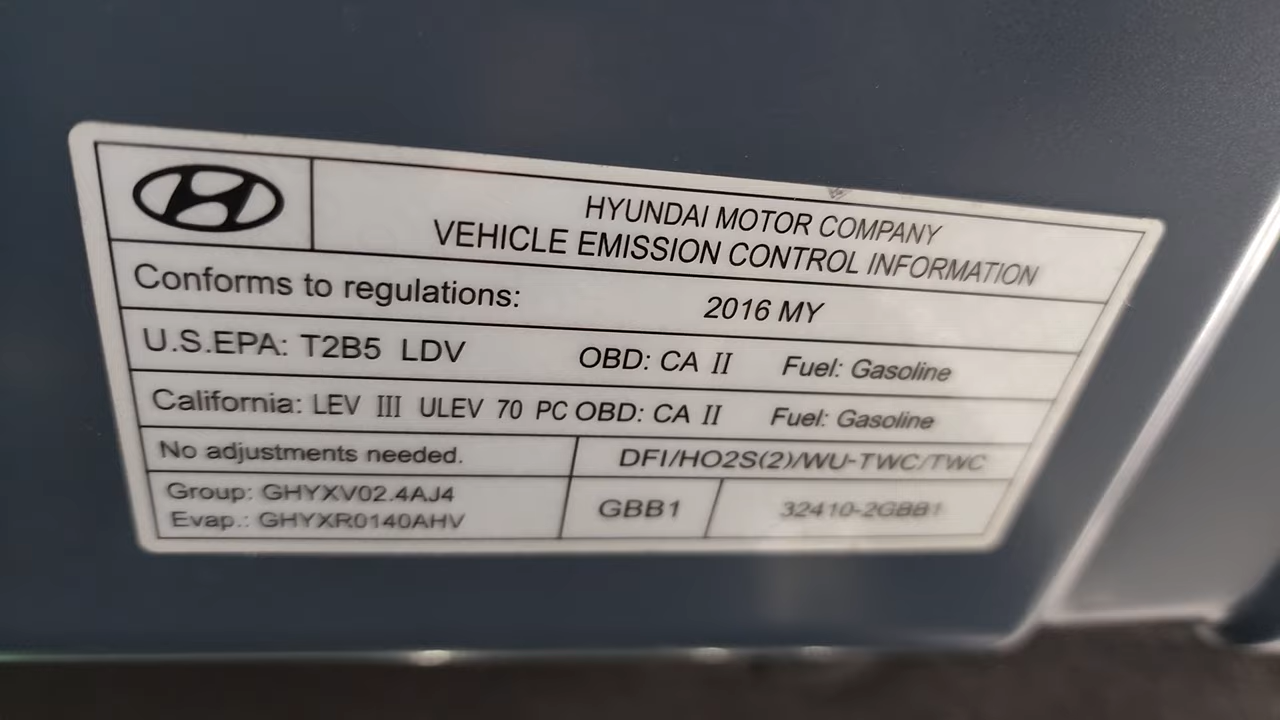 HYUNDAI MOTOR COMPANY
VEHICLE EMISSION CONTROL INFORMATION
Conforms to regulations: 2016 MY
U.S.EPA: T2B5 LDV OBD: CA II Fuel: Gasoline
California: LEV III ULEV 70 PC OBD: CA II Fuel: Gasoline
No adjustments needed. DFI/HO2S(2)/WU-TWC/TWC
Group: GHYXV02.4AJ4
Evap.: GHYXR0140AHV
GBB1 32410-2GBB1